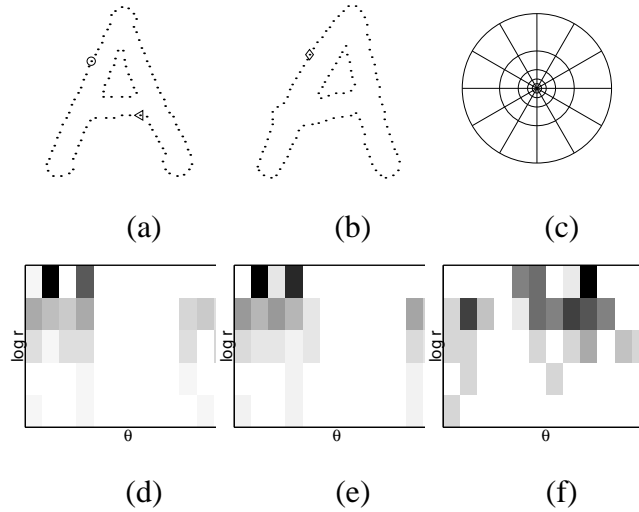 (a) (b) (c)
log r log r log r
θ θ θ
(d) (e) (f)